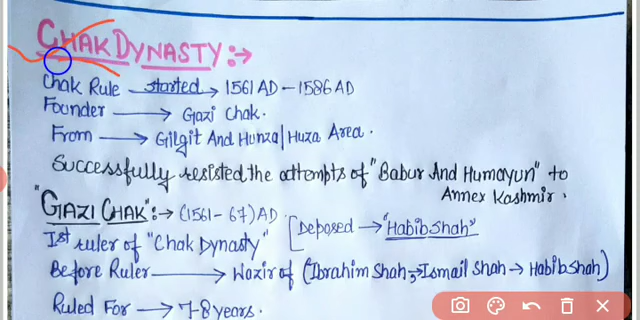 CHAK DYNASTY :→
Chak Rule started → 1561 AD - 1586 AD
Founder → Gazi Chak.
From → Gilgit And Hunza/Huza Area.
Successfully resisted the attempts of "Babur And Humayun" to
Annex Kashmir.
"GAZI CHAK" :→ (1561-67) AD.
Ist ruler of "Chak Dynasty" [Deposed → "Habib Shah"
Before Ruler → Wazir of (Ibrahim Shah → Ismail Shah → Habib Shah)
Ruled For → 7-8 years.